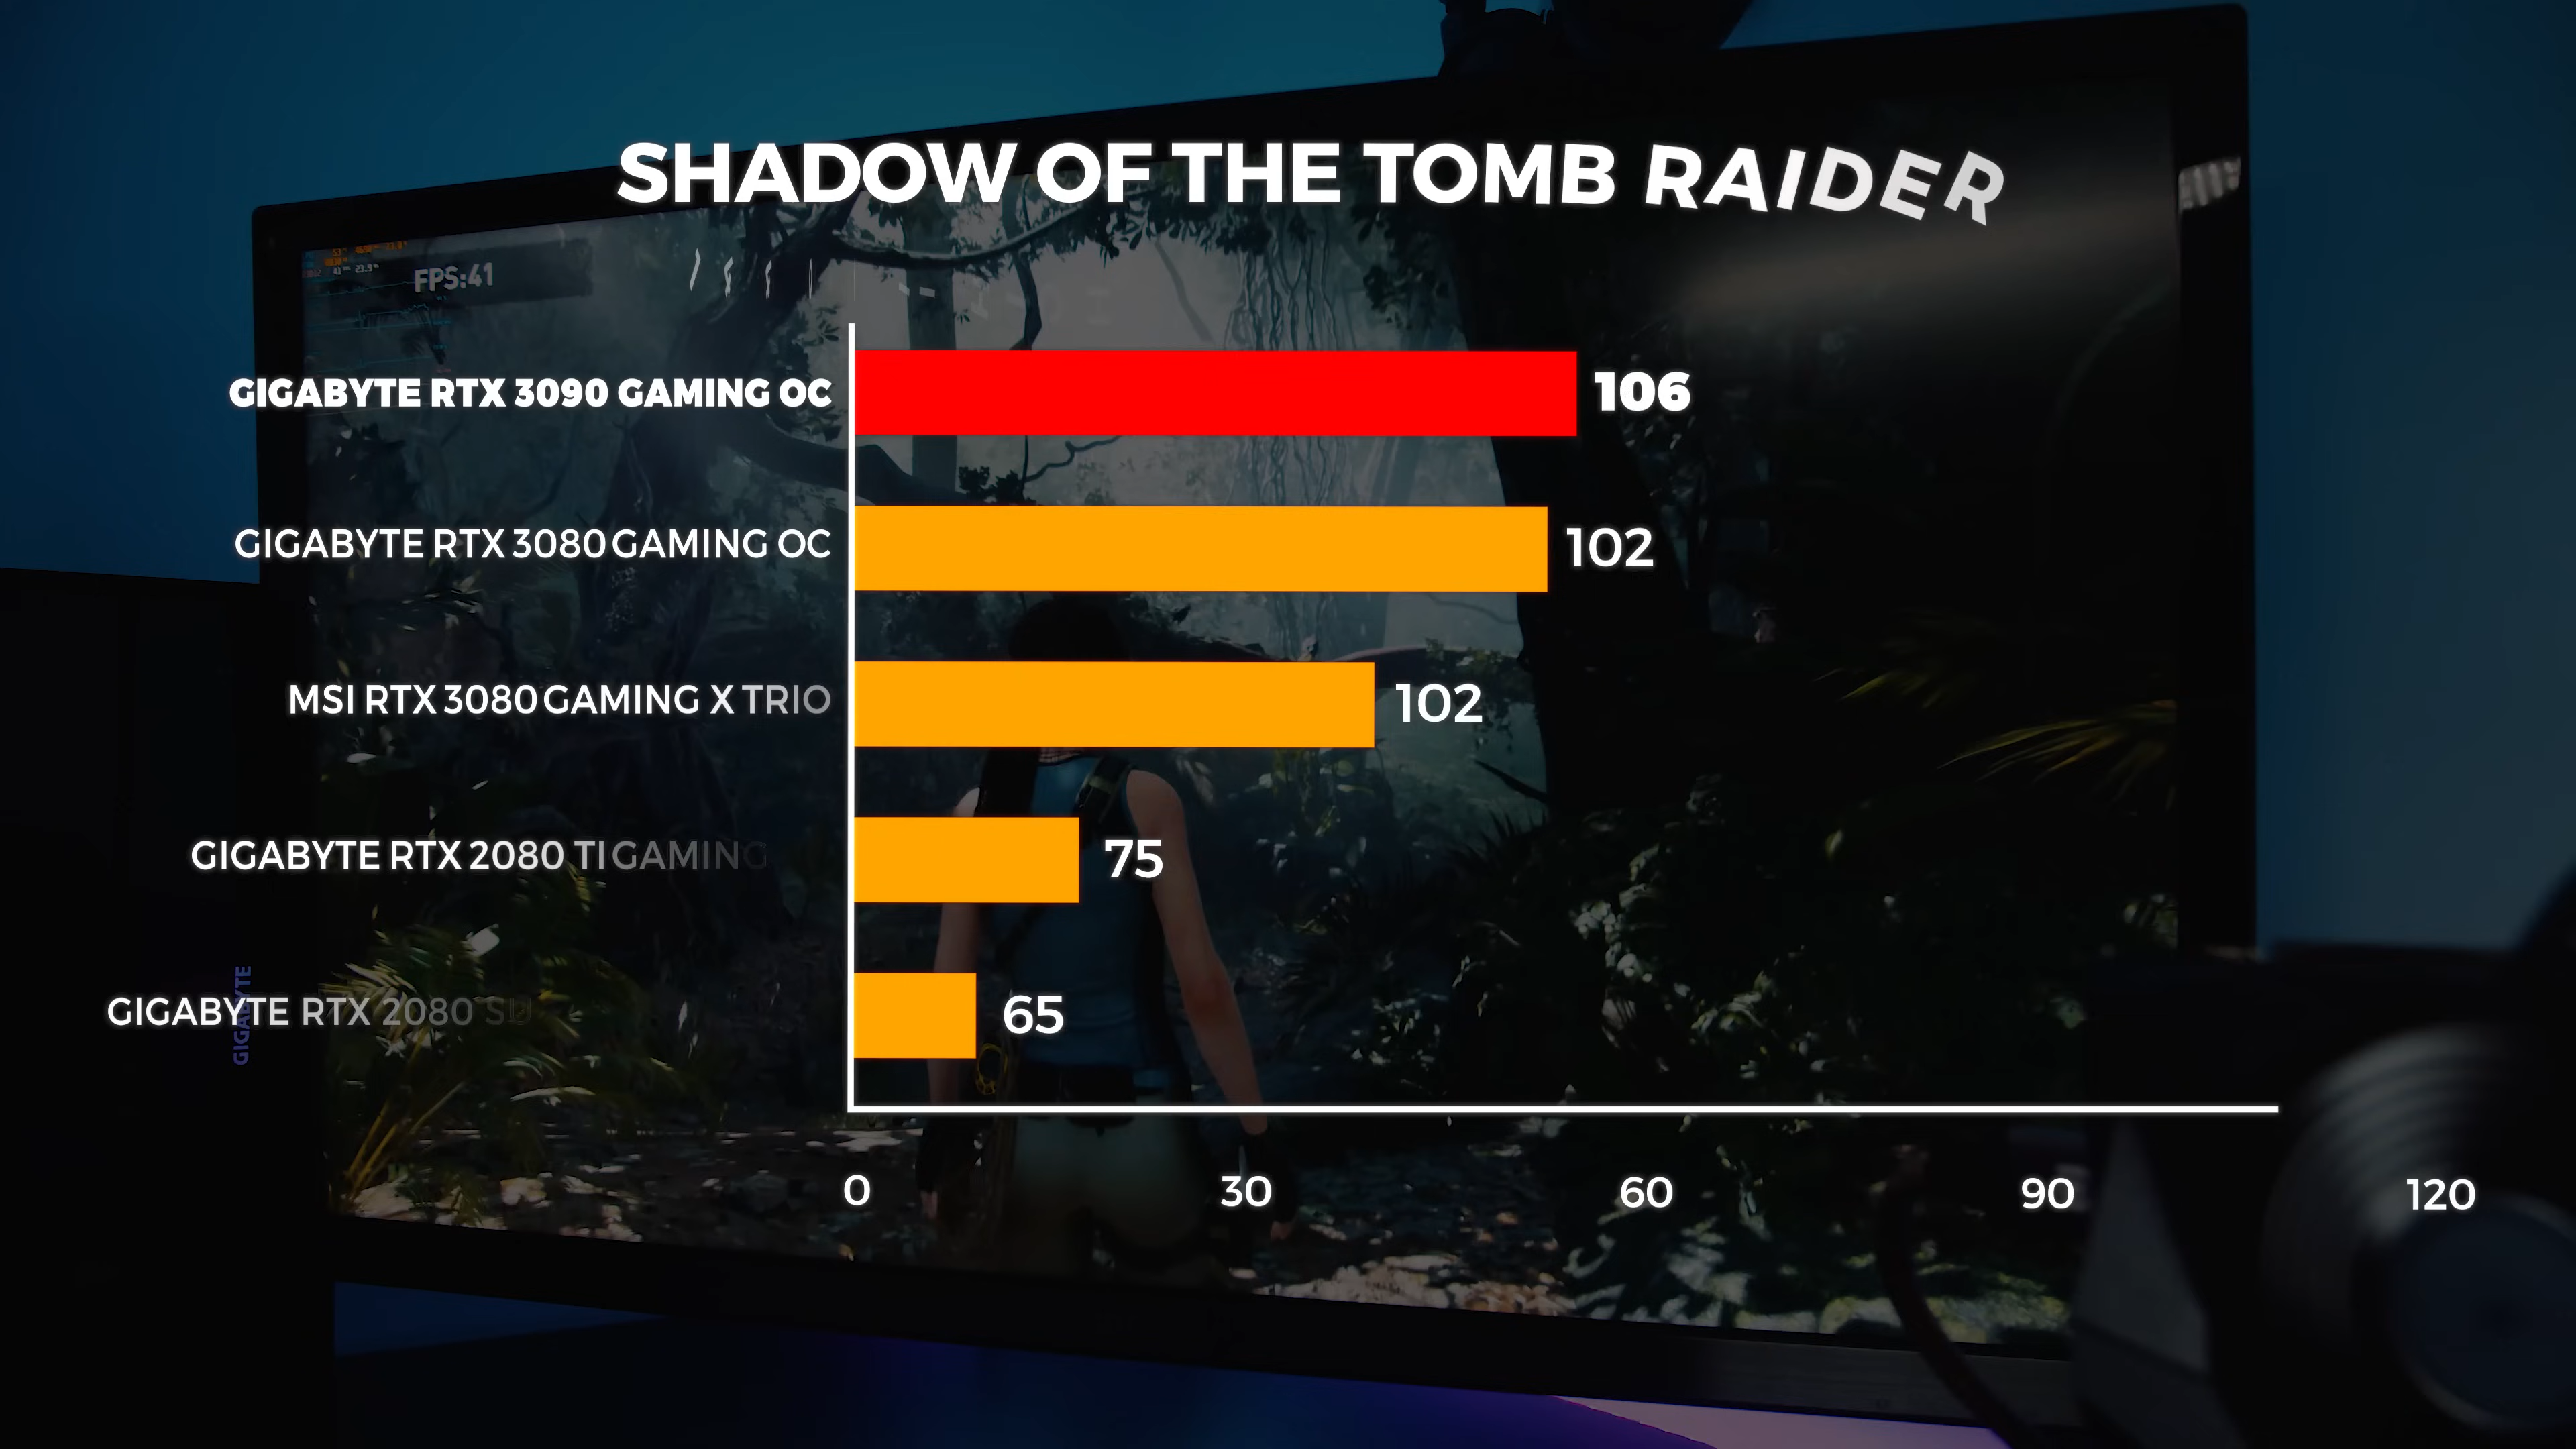 SHADOW OF THE TOMB RAIDER
FPS:41
GIGABYTE RTX 3090 GAMING OC 106
GIGABYTE RTX 3080 GAMING OC 102
MSI RTX 3080 GAMING X TRIO 102
GIGABYTE RTX 2080 TI GAMING 75
GIGABYTE RTX 2080 SU 65
GIGABYTE
0 30 60 90 120